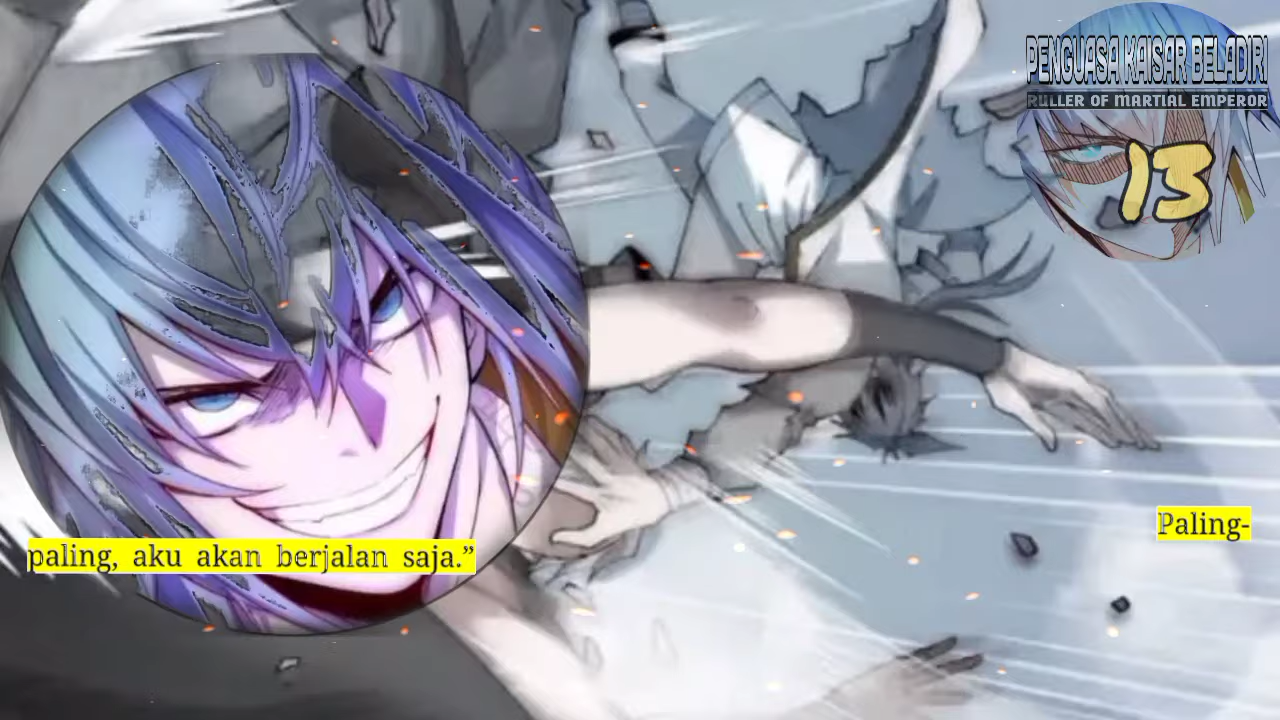 PENGUASA KAISAR BELADIRI
RULLER OF MARTIAL EMPEROR
13
Paling-
paling, aku akan berjalan saja.”